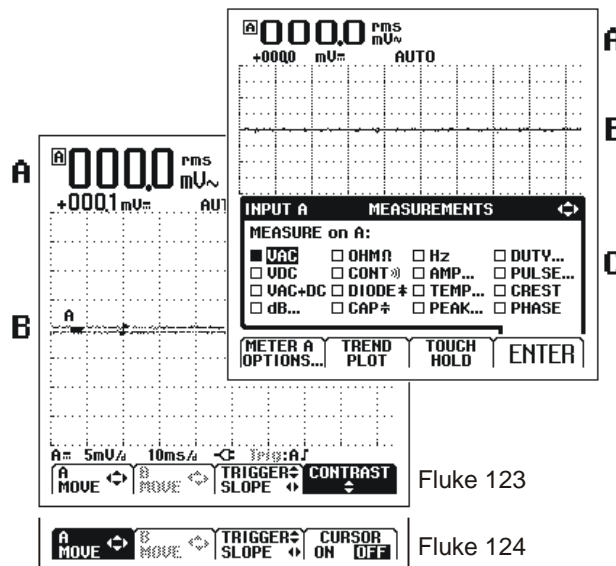 A 000.0 rms mV~
+000.0 mV⎓ AUTO
A
B
C
INPUT A MEASUREMENTS
MEASURE on A:
■ VAC □ OHMΩ □ Hz □ DUTY...
□ VDC □ CONT □ AMP... □ PULSE...
□ VAC+DC □ DIODE □ TEMP... □ CREST
□ dB... □ CAP □ PEAK... □ PHASE
METER A OPTIONS... TREND PLOT TOUCH HOLD ENTER
A
A 000.0 rms mV~
+000.1 mV⎓ AUT
A
B
A⎓ 5mV/d 10ms/d Trig:A
A MOVE B MOVE TRIGGER SLOPE CONTRAST
Fluke 123
A MOVE B MOVE TRIGGER SLOPE CURSOR ON OFF
Fluke 124